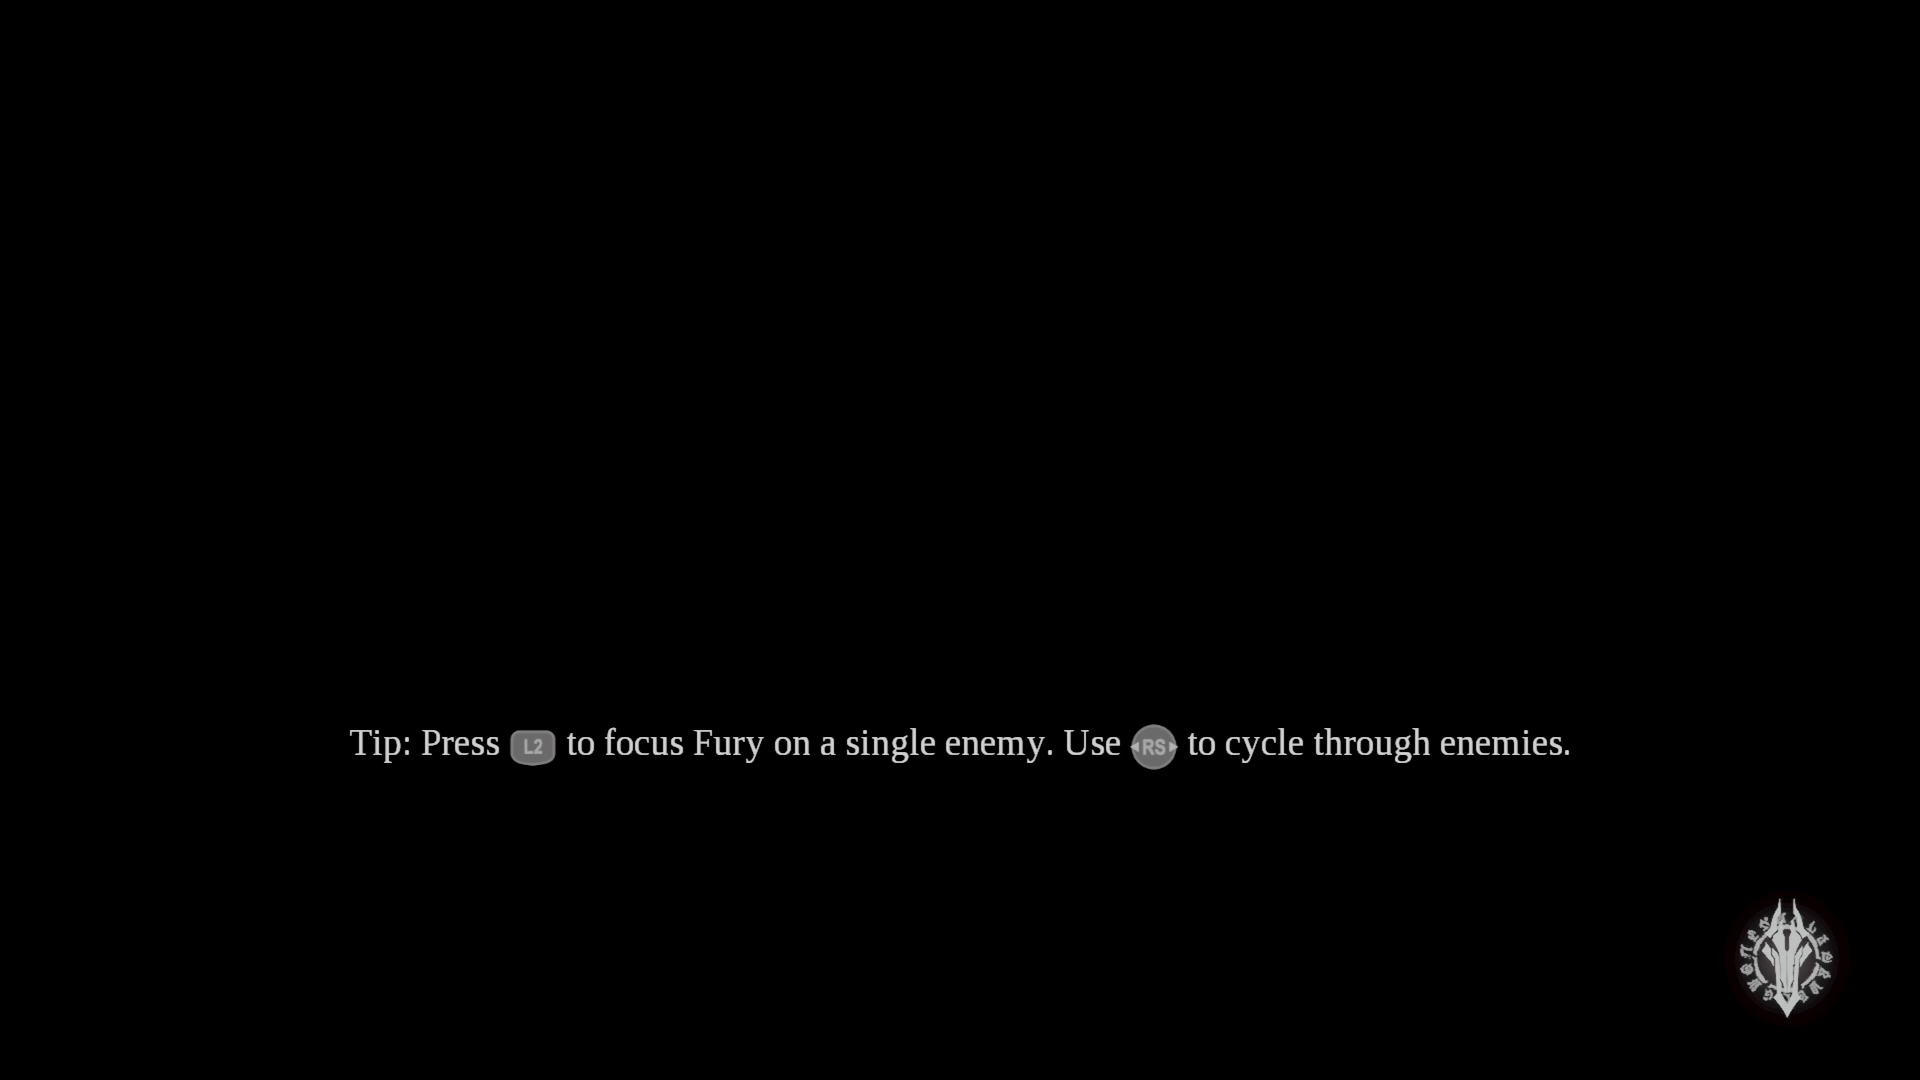 Tip: Press L2 to focus Fury on a single enemy. Use RS to cycle through enemies.